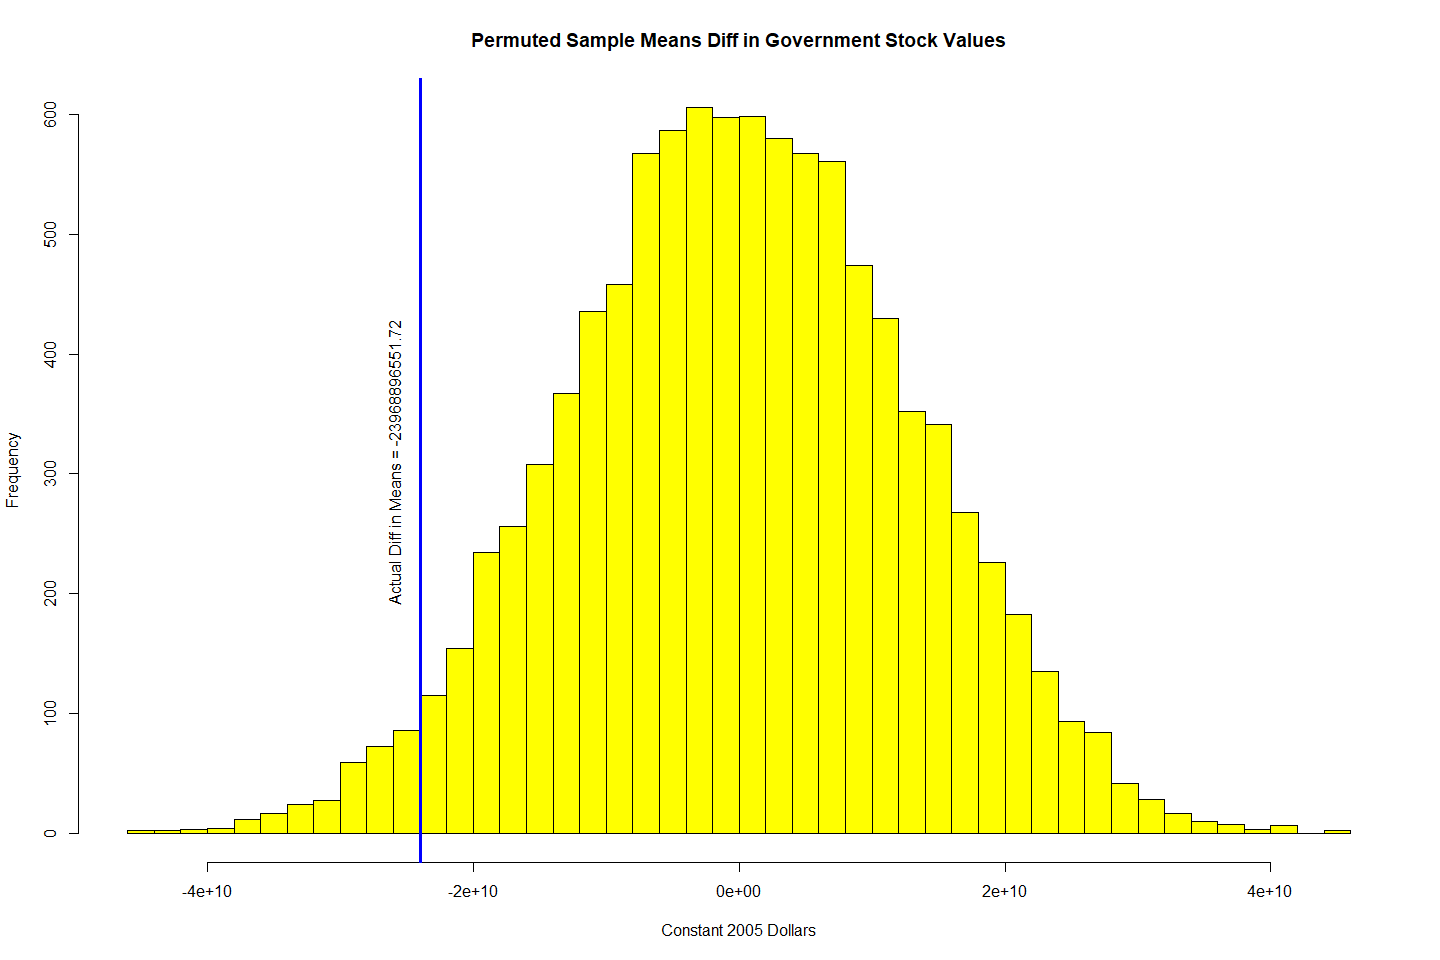 Permuted Sample Means Diff in Government Stock Values
600
500
400
300
200
100
0
Frequency
Actual Diff in Means = -23968896551.72
-4e+10
-2e+10
0e+00
2e+10
4e+10
Constant 2005 Dollars